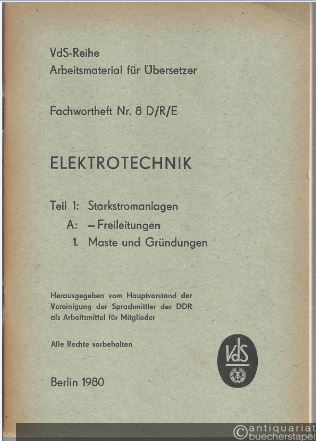 VdS-Reihe
Arbeitsmaterial für Übersetzer
Fachwortheft Nr. 8 D/R/E
ELEKTROTECHNIK
Teil 1: Starkstromanlagen
A: – Freileitungen
1. Maste und Gründungen
Herausgegeben vom Hauptvorstand der
Vereinigung der Sprachmittler der DDR
als Arbeitsmittel für Mitglieder
Alle Rechte vorbehalten
VdS
Berlin 1980
©antiquariat
buecherstapel